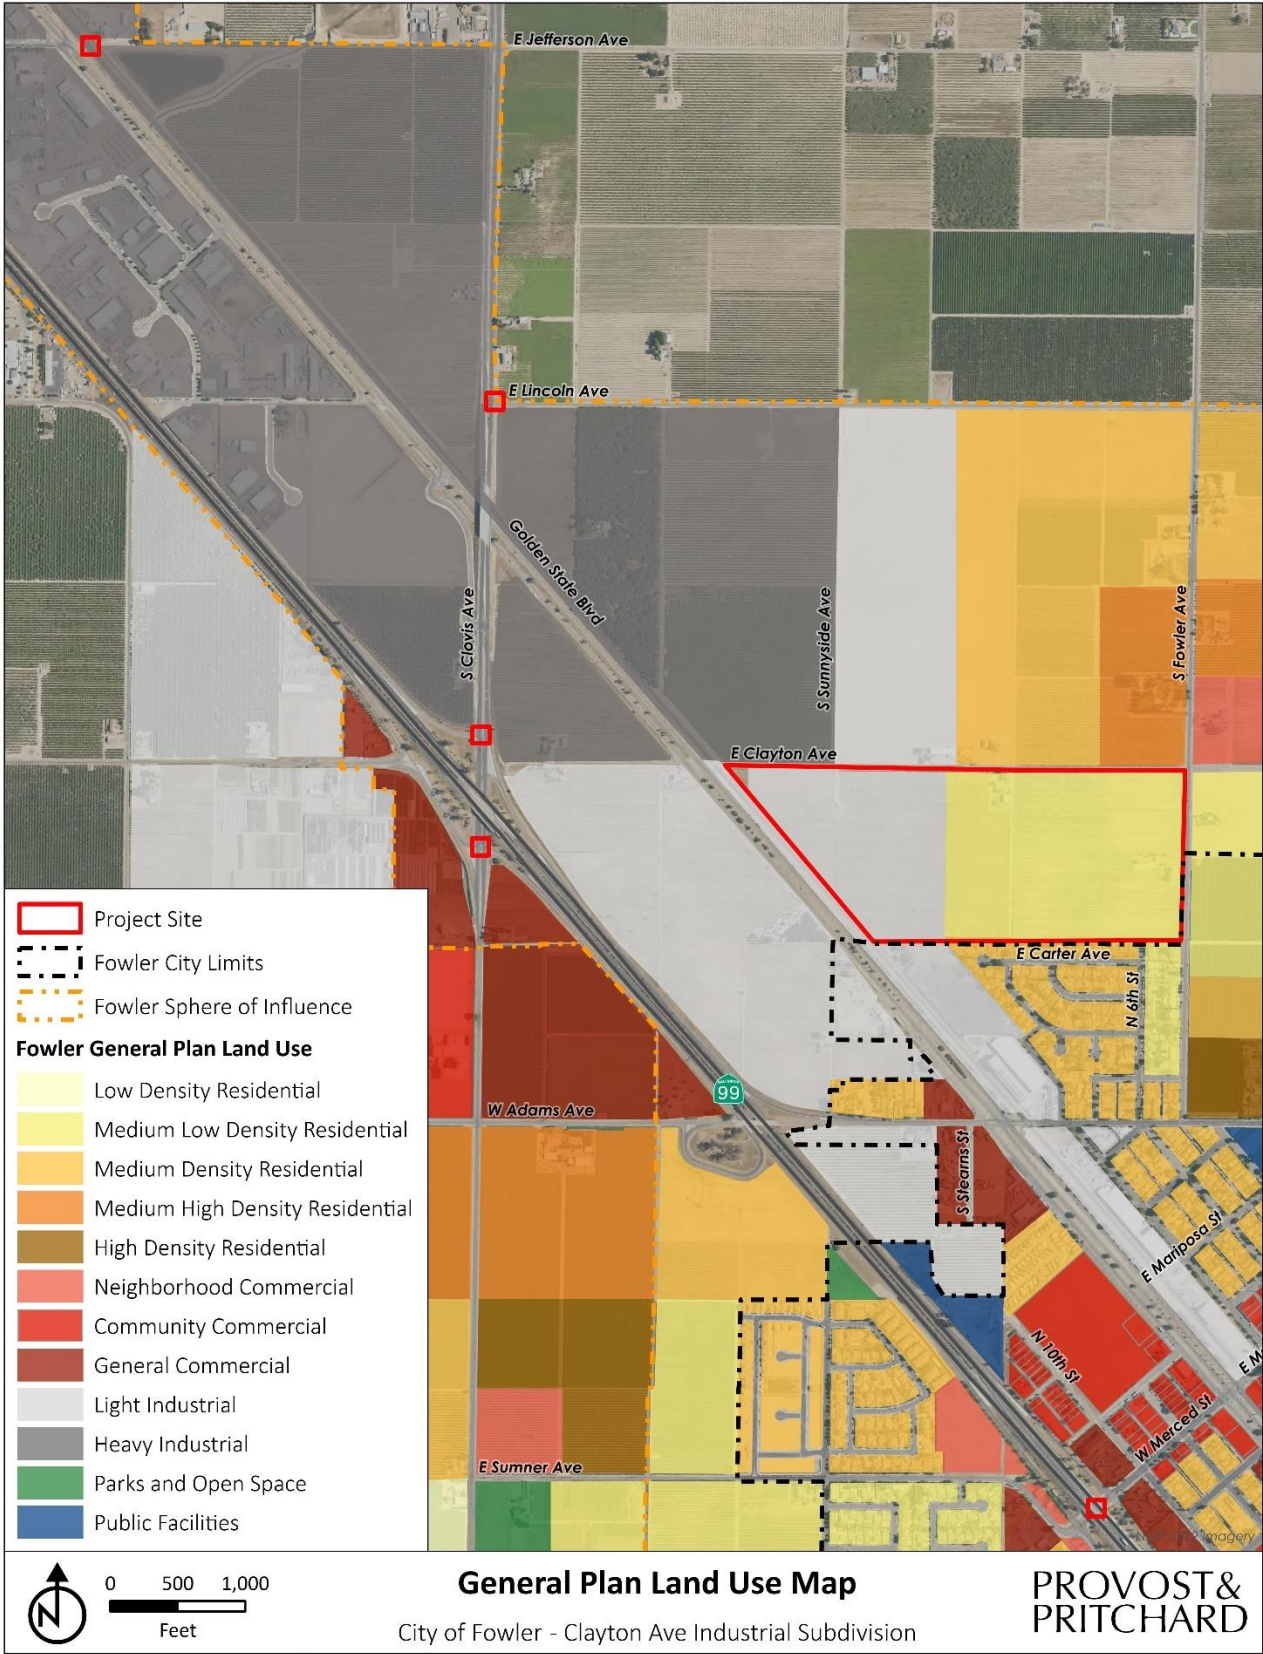 E Jefferson Ave
E Lincoln Ave
Golden State Blvd
S Clovis Ave
S Sunnyside Ave
S Fowler Ave
E Clayton Ave
Project Site
Fowler City Limits
Fowler Sphere of Influence
Fowler General Plan Land Use
Low Density Residential
Medium Low Density Residential
Medium Density Residential
Medium High Density Residential
High Density Residential
Neighborhood Commercial
Community Commercial
General Commercial
Light Industrial
Heavy Industrial
Parks and Open Space
Public Facilities
E Carter Ave
N 6th St
CALIFORNIA
99
W Adams Ave
S Stearns St
E Mariposa St
N 10th St
E M
W Merced St
E Sumner Ave
Imagery
N
0 500 1,000
Feet
General Plan Land Use Map
City of Fowler - Clayton Ave Industrial Subdivision
PROVOST&
PRITCHARD